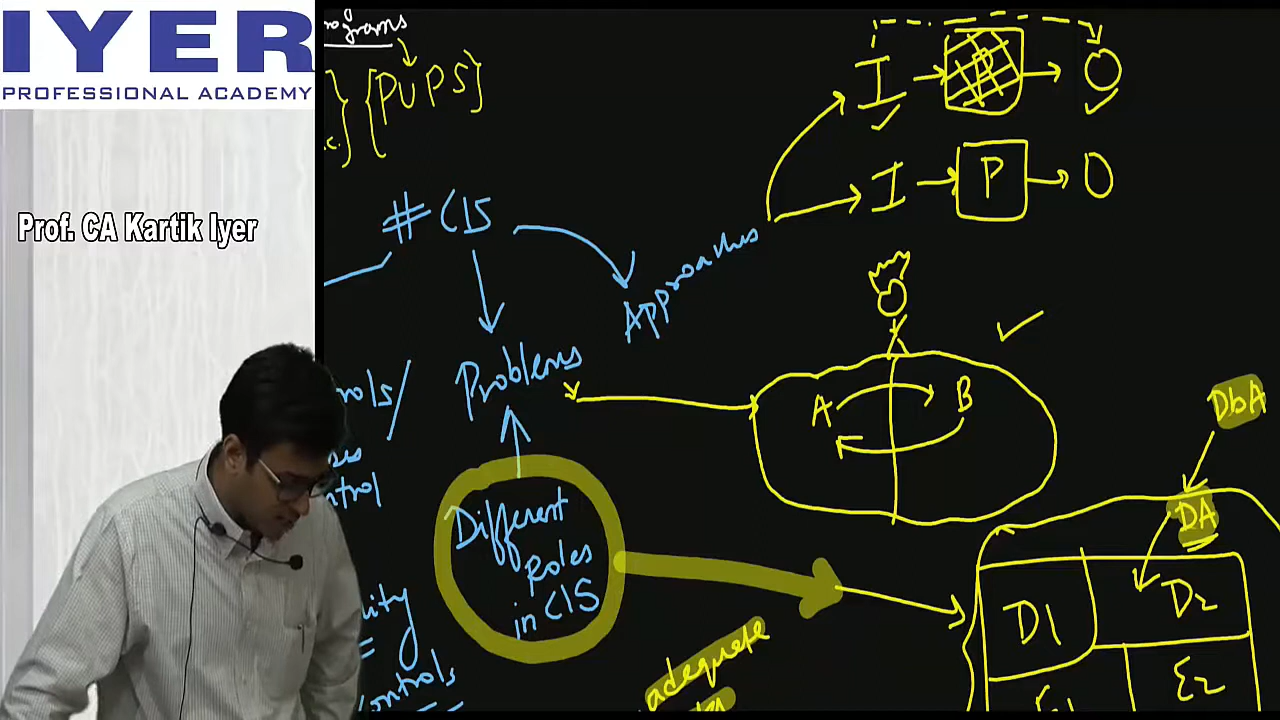 IYER
PROFESSIONAL ACADEMY
Prof. CA Kartik Iyer
{PUPS}
I P O
I P O
# CIS
Approaches
Problems
A B
DbA
DA
Different
Roles
in CIS
D1 D2
E2
adequate